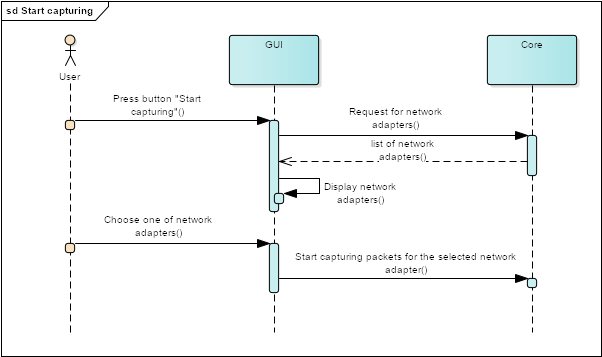 sd Start capturing
GUI
Core
User
Press button "Start
capturing"()
Request for network
adapters()
list of network
adapters()
Display network
adapters()
Choose one of network
adapters()
Start capturing packets for the selected network
adapter()